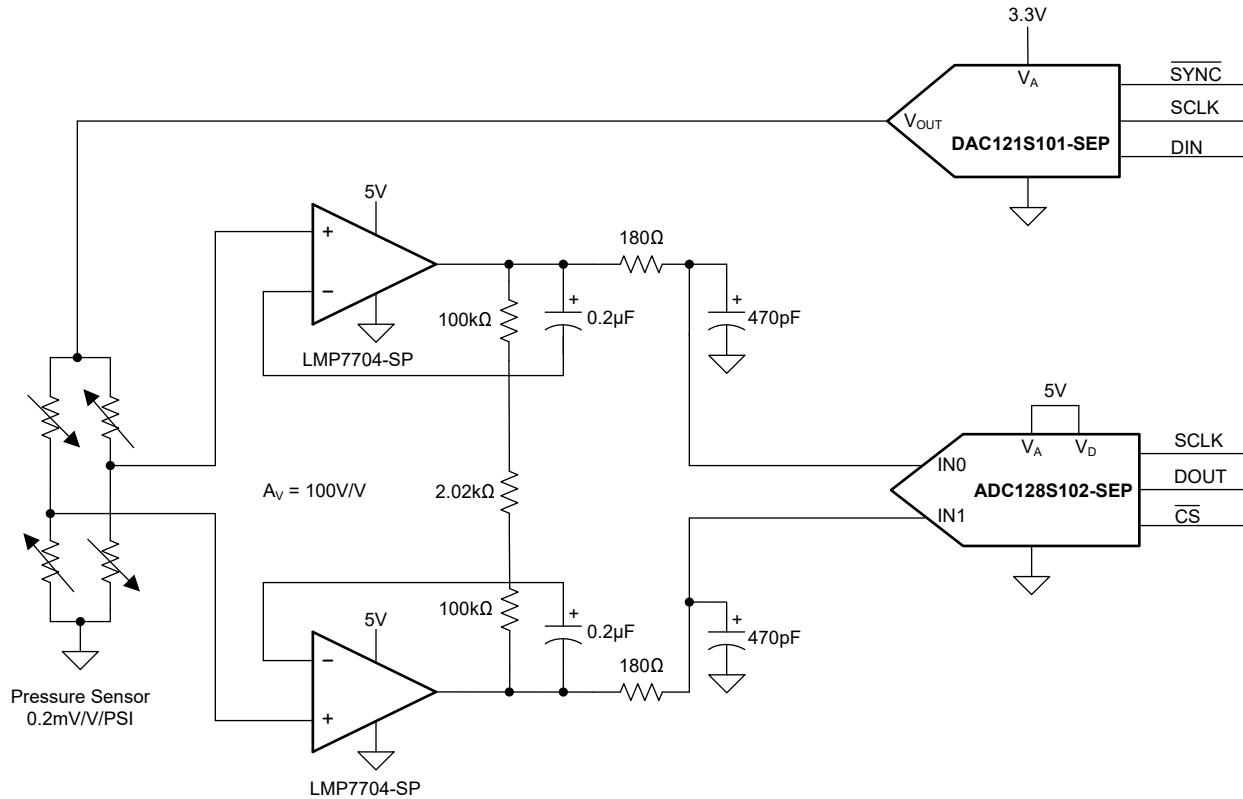 3.3V
V_A
SYNC
SCLK
DIN
V_OUT
DAC121S101-SEP
5V
+
−
LMP7704-SP
180Ω
100kΩ
+
0.2µF
+
470pF
5V
V_A
V_D
IN0
IN1
ADC128S102-SEP
SCLK
DOUT
CS
A_V = 100V/V
2.02kΩ
100kΩ
+
0.2µF
+
470pF
180Ω
5V
−
+
LMP7704-SP
Pressure Sensor
0.2mV/V/PSI